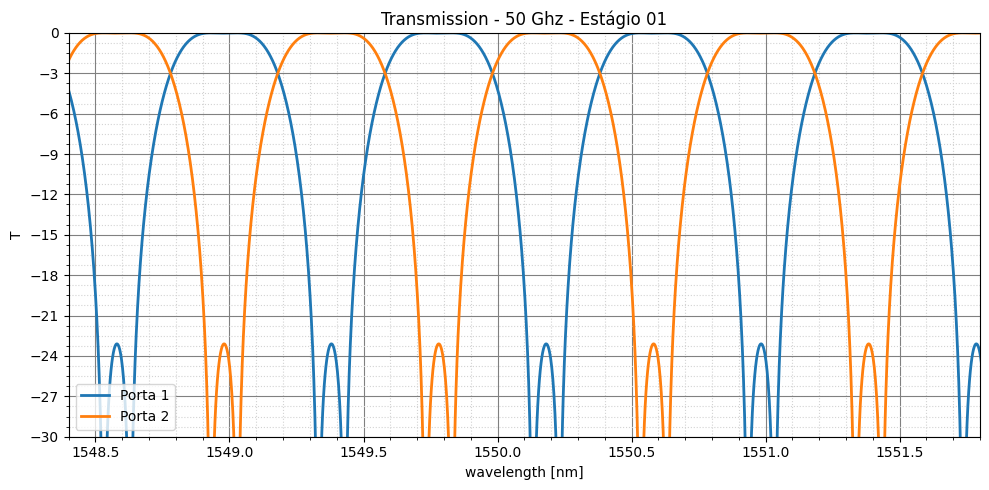 Transmission - 50 Ghz - Estágio 01
0
−3
−6
−9
−12
−15
−18
−21
−24
−27
−30
T
Porta 1
Porta 2
1548.5 1549.0 1549.5 1550.0 1550.5 1551.0 1551.5
wavelength [nm]